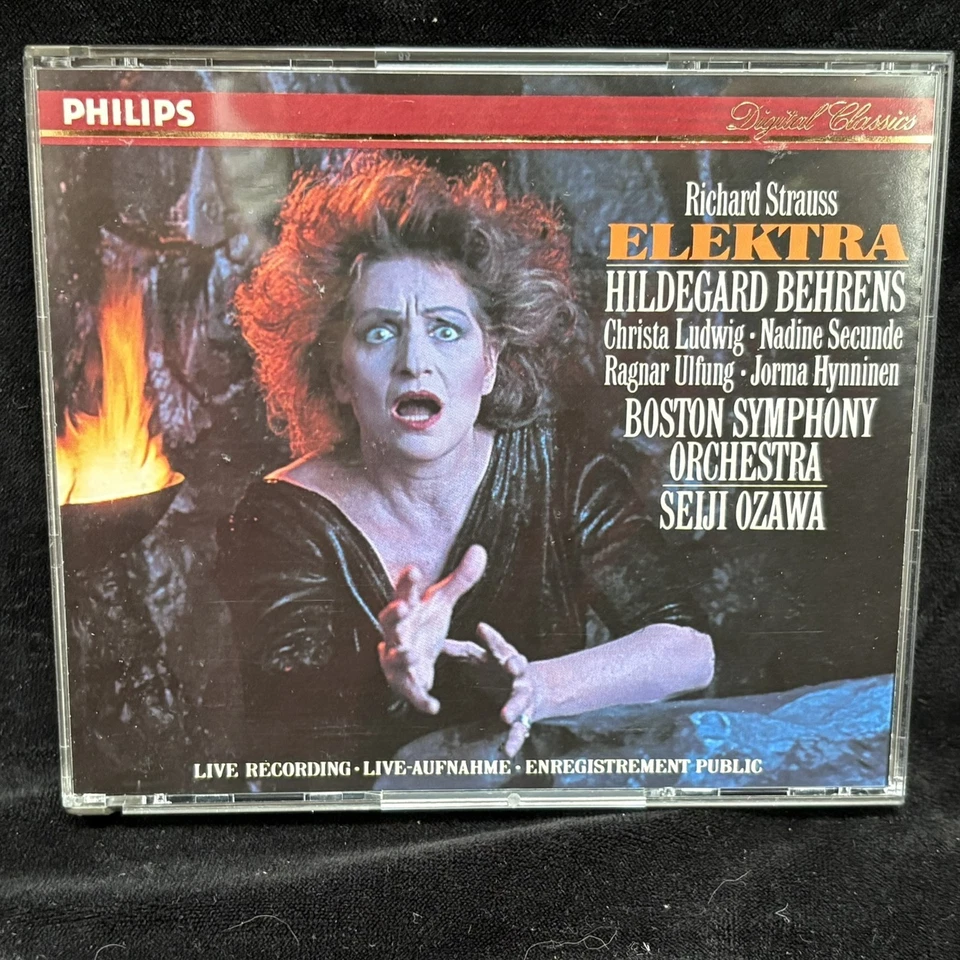 PHILIPS
Digital Classics
Richard Strauss
ELEKTRA
HILDEGARD BEHRENS
Christa Ludwig · Nadine Secunde
Ragnar Ulfung · Jorma Hynninen
BOSTON SYMPHONY
ORCHESTRA
SEIJI OZAWA
LIVE RECORDING · LIVE-AUFNAHME · ENREGISTREMENT PUBLIC